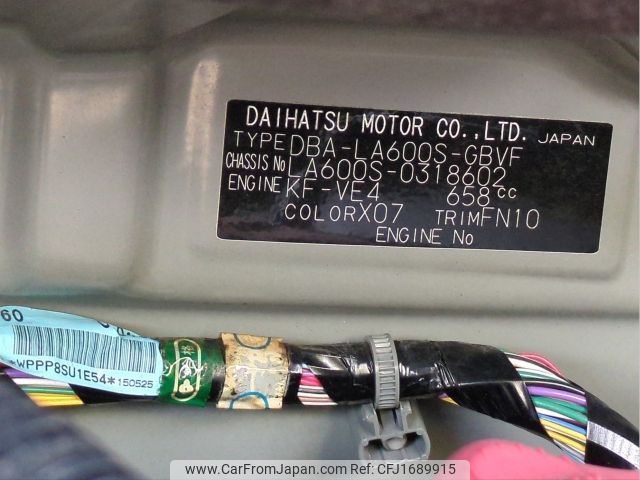 DAIHATSU MOTOR CO.,LTD. JAPAN
TYPE DBA-LA600S-GBVF
CHASSIS No LA600S-0318602
ENGINE KF-VE4 658cc
COLOR X07 TRIM FN10
ENGINE No
60
WPPP8SU1E54*150525
www.CarFromJapan.com Ref No: CFJ1689915